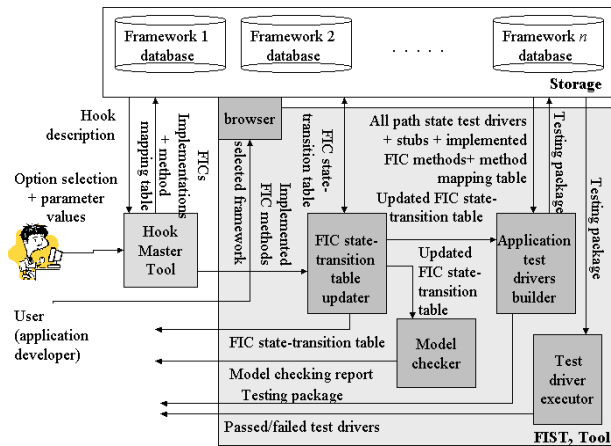 Framework 1
database
Framework 2
database
. . . . .
Framework n
database
Storage
Hook
description
Implementations
+ method
mapping table
FICs
browser
selected framework
Implemented
FIC methods
FIC state-
transition table
All path state test drivers
+ stubs + implemented
FIC methods+ method
mapping table
Testing package
Testing package
Option selection
+ parameter
values
Updated FIC state-
transition table
Hook
Master
Tool
FIC state-
transition
table
updater
Updated
FIC state-
transition
table
Application
test
drivers
builder
User
(application
developer)
FIC state-transition table
Model
checker
Model checking report
Testing package
Test
driver
executor
Passed/failed test drivers
FIST, Tool